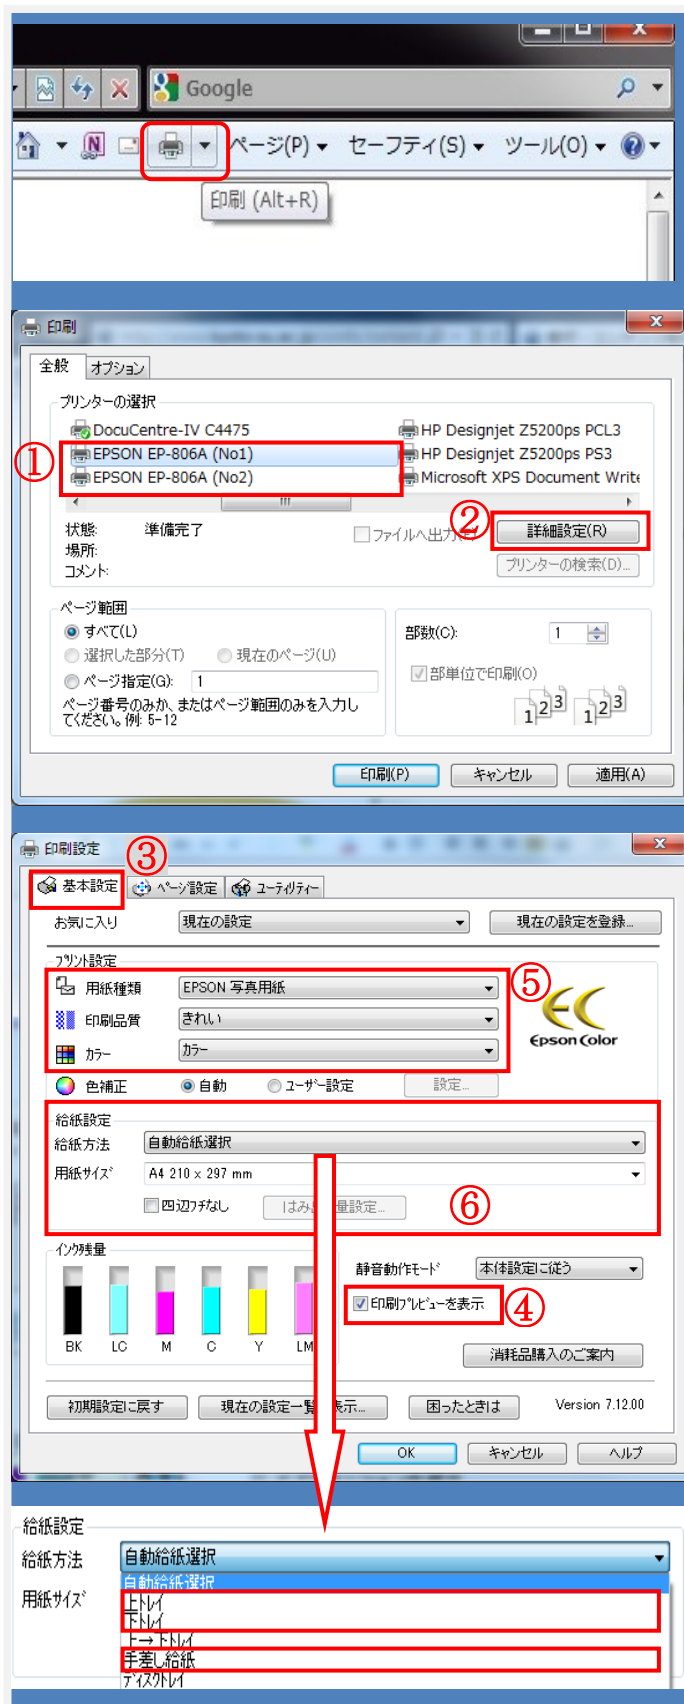 Google
ページ(P) セーフティ(S) ツール(O)
印刷 (Alt+R)
印刷
全般 オプション
プリンターの選択
DocuCentre-IV C4475 HP Designjet Z5200ps PCL3
① EPSON EP-806A (No1) HP Designjet Z5200ps PS3
EPSON EP-806A (No2) Microsoft XPS Document Write
②
状態: 準備完了 ファイルへ出力(F) 詳細設定(R)
場所:
コメント: プリンターの検索(D)...
ページ範囲
すべて(L) 部数(C): 1
選択した部分(T) 現在のページ(U)
ページ指定(G): 1 部単位で印刷(O)
ページ番号のみか、またはページ範囲のみを入力し
てください。例: 5-12
1 2 3 1 2 3
印刷(P) キャンセル 適用(A)
印刷設定
③
基本設定 ページ設定 ユーティリティー
お気に入り 現在の設定 現在の設定を登録...
プリント設定
⑤
用紙種類 EPSON 写真用紙
印刷品質 きれい
カラー カラー
Epson Color
色補正 自動 ユーザー設定 設定...
給紙設定
給紙方法 自動給紙選択
用紙サイズ A4 210 x 297 mm
四辺フチなし はみ 量設定...
⑥
インク残量
静音動作モード 本体設定に従う
印刷プレビューを表示 ④
BK LC M C Y LM
消耗品購入のご案内
初期設定に戻す 現在の設定一覧 表示... 困ったときは Version 7.12.00
OK キャンセル ヘルプ
給紙設定
給紙方法 自動給紙選択
自動給紙選択
用紙サイズ 上トレイ
下トレイ
上→下トレイ
手差し給紙
ディスクトレイ